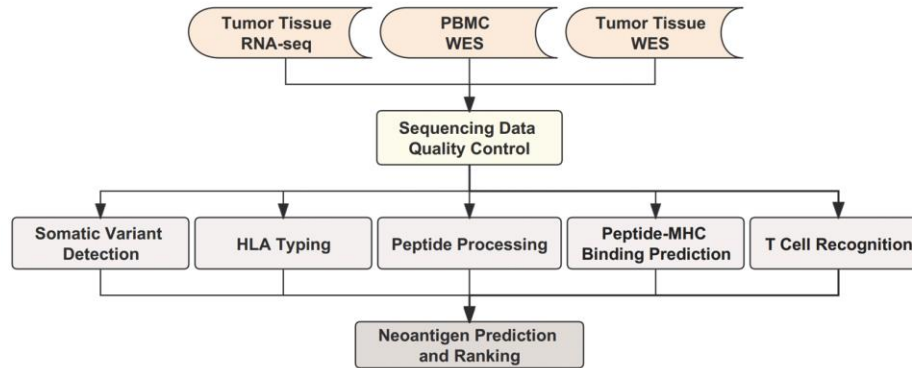 Tumor Tissue
RNA-seq
PBMC
WES
Tumor Tissue
WES
Sequencing Data
Quality Control
Somatic Variant
Detection
HLA Typing
Peptide Processing
Peptide-MHC
Binding Prediction
T Cell Recognition
Neoantigen Prediction
and Ranking